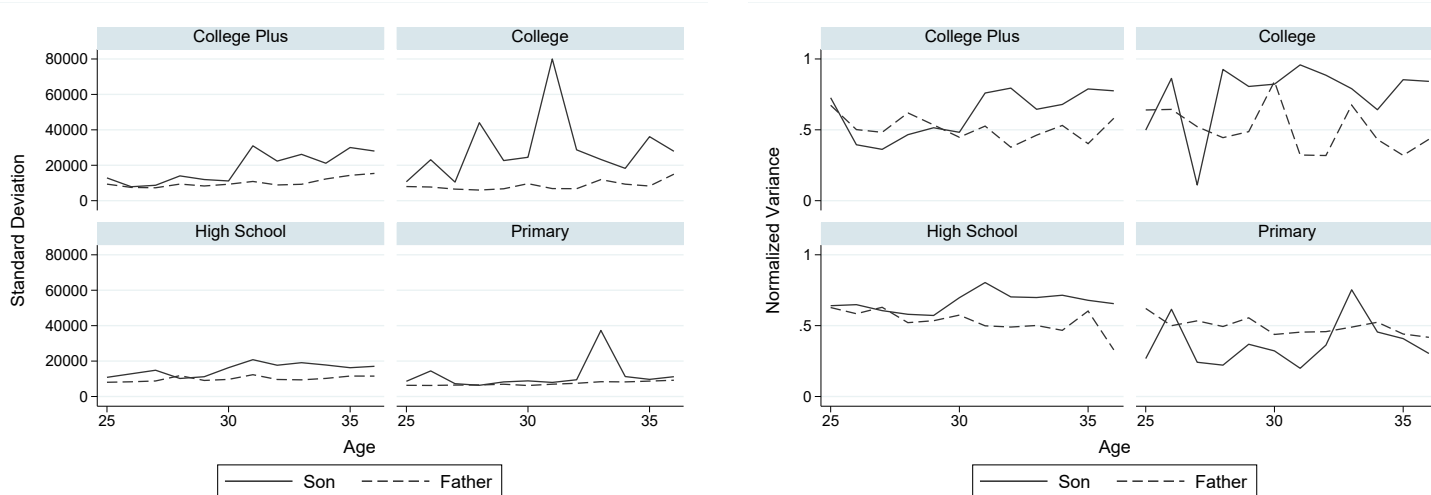 Standard Deviation
College Plus
College
80000
60000
40000
20000
0
High School
Primary
80000
60000
40000
20000
0
25 30 35 25 30 35
Age
Son Father
Normalized Variance
College Plus
College
1
.5
0
High School
Primary
1
.5
0
25 30 35 25 30 35
Age
Son Father